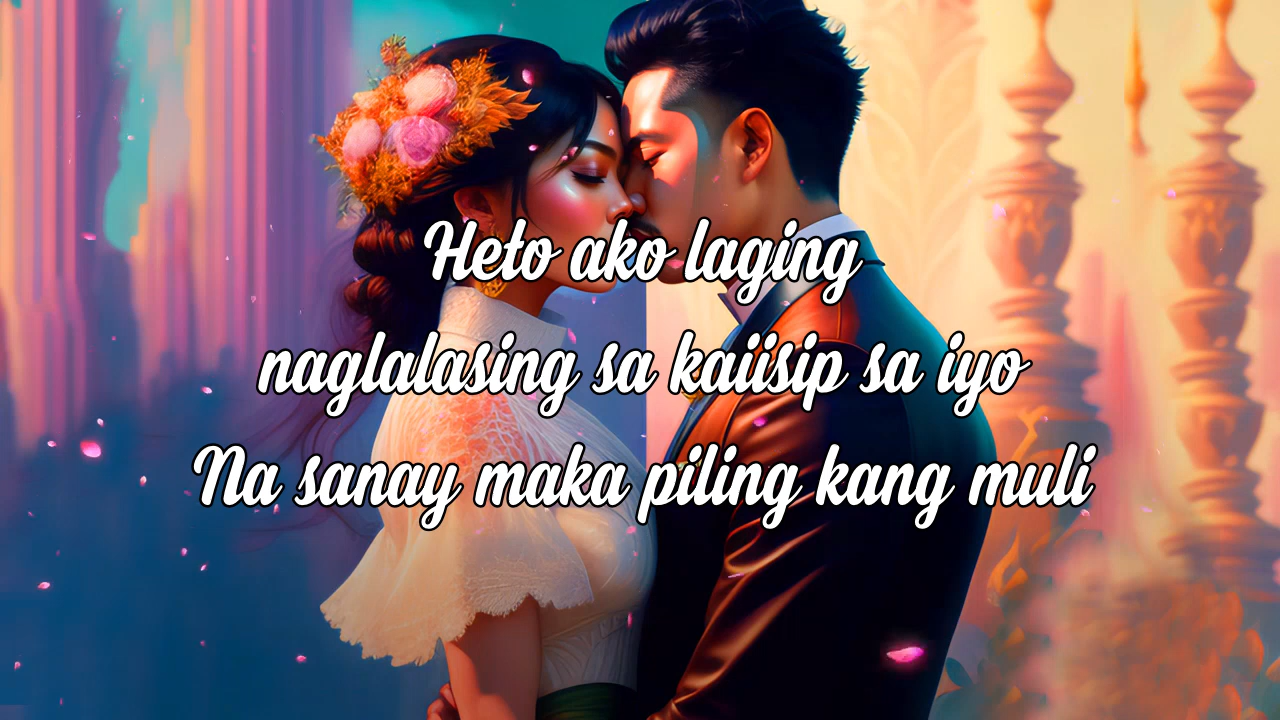 Heto ako laging
naglalasing sa kaiisip sa iyo
Na sanay maka piling kang muli